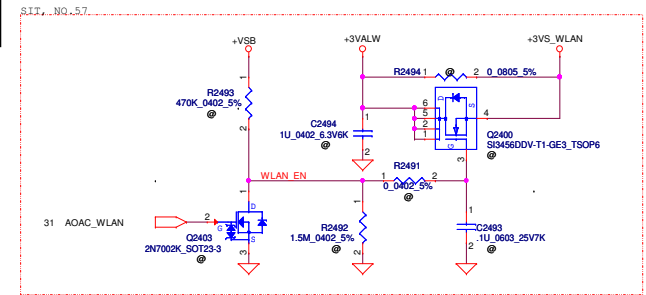 SIT, NO.57
+VSB
+3VALW
+3VS_WLAN
R2494 1 @ 2 0_0805_5%
1
R2493
470K_0402_5%
@
2
1
C2494
1U_0402_6.3V6K
@
2
6
5
2
1
D
S
G
4
3
Q2400
SI3456DDV-T1-GE3_TSOP6
@
WLAN_EN
R2491
1 2
0_0402_5%
@
31 AOAC_WLAN
2
1
D
G
S
3
Q2403
2N7002K_SOT23-3
@
1
R2492
1.5M_0402_5%
@
2
1
C2493
.1U_0603_25V7K
@
2